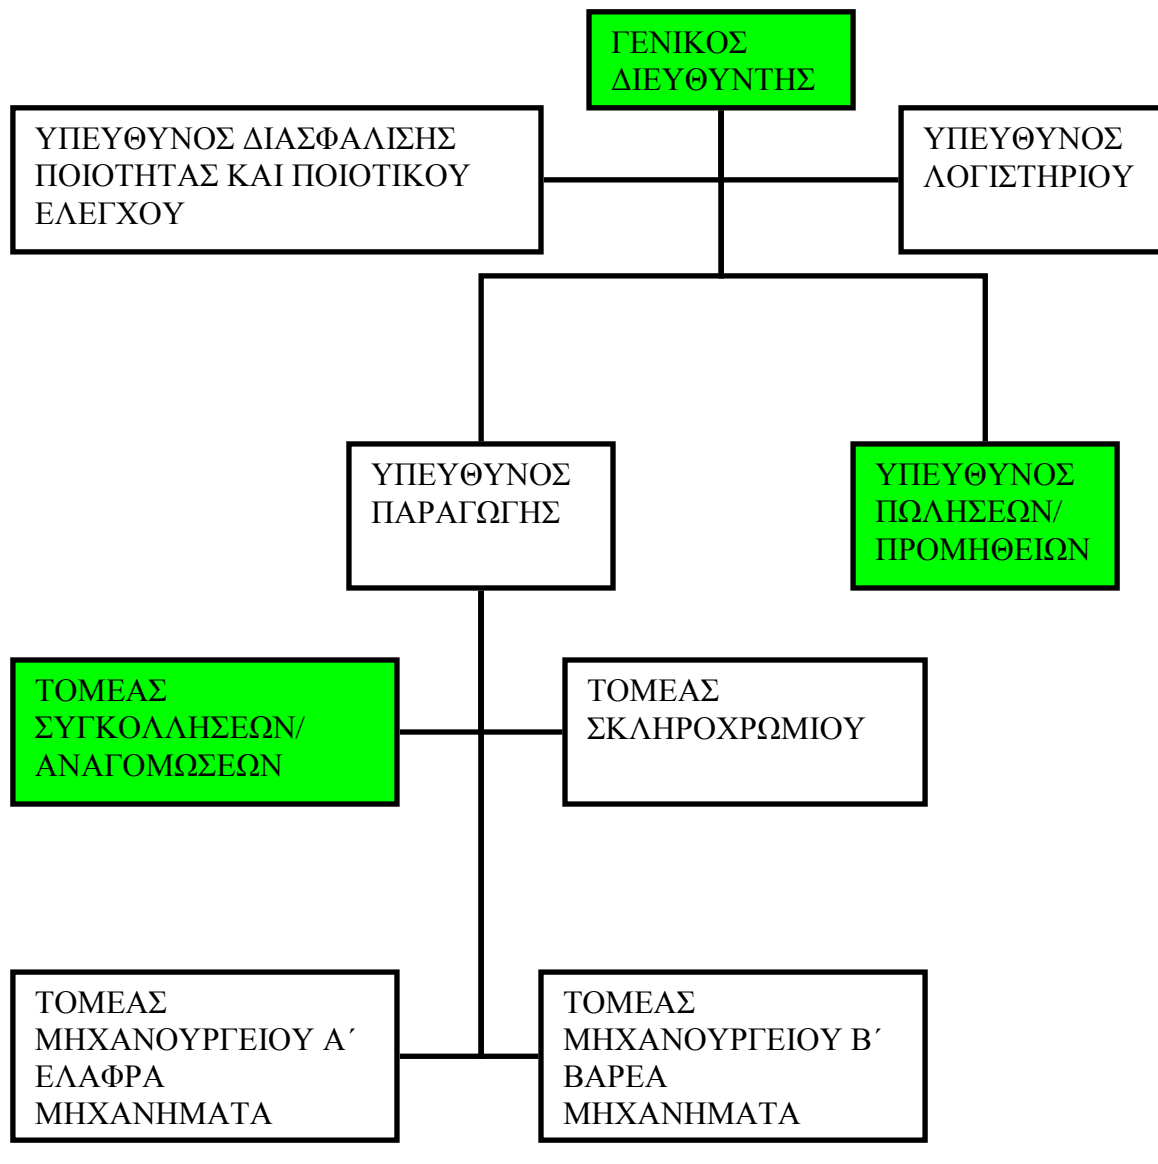 ΓΕΝΙΚΟΣ
ΔΙΕΥΘΥΝΤΗΣ
ΥΠΕΥΘΥΝΟΣ ΔΙΑΣΦΑΛΙΣΗΣ
ΠΟΙΟΤΗΤΑΣ ΚΑΙ ΠΟΙΟΤΙΚΟΥ
ΕΛΕΓΧΟΥ
ΥΠΕΥΘΥΝΟΣ
ΛΟΓΙΣΤΗΡΙΟΥ
ΥΠΕΥΘΥΝΟΣ
ΠΑΡΑΓΩΓΗΣ
ΥΠΕΥΘΥΝΟΣ
ΠΩΛΗΣΕΩΝ/
ΠΡΟΜΗΘΕΙΩΝ
ΤΟΜΕΑΣ
ΣΥΓΚΟΛΛΗΣΕΩΝ/
ΑΝΑΓΟΜΩΣΕΩΝ
ΤΟΜΕΑΣ
ΣΚΛΗΡΟΧΡΩΜΙΟΥ
ΤΟΜΕΑΣ
ΜΗΧΑΝΟΥΡΓΕΙΟΥ Α΄
ΕΛΑΦΡΑ
ΜΗΧΑΝΗΜΑΤΑ
ΤΟΜΕΑΣ
ΜΗΧΑΝΟΥΡΓΕΙΟΥ Β΄
ΒΑΡΕΑ
ΜΗΧΑΝΗΜΑΤΑ